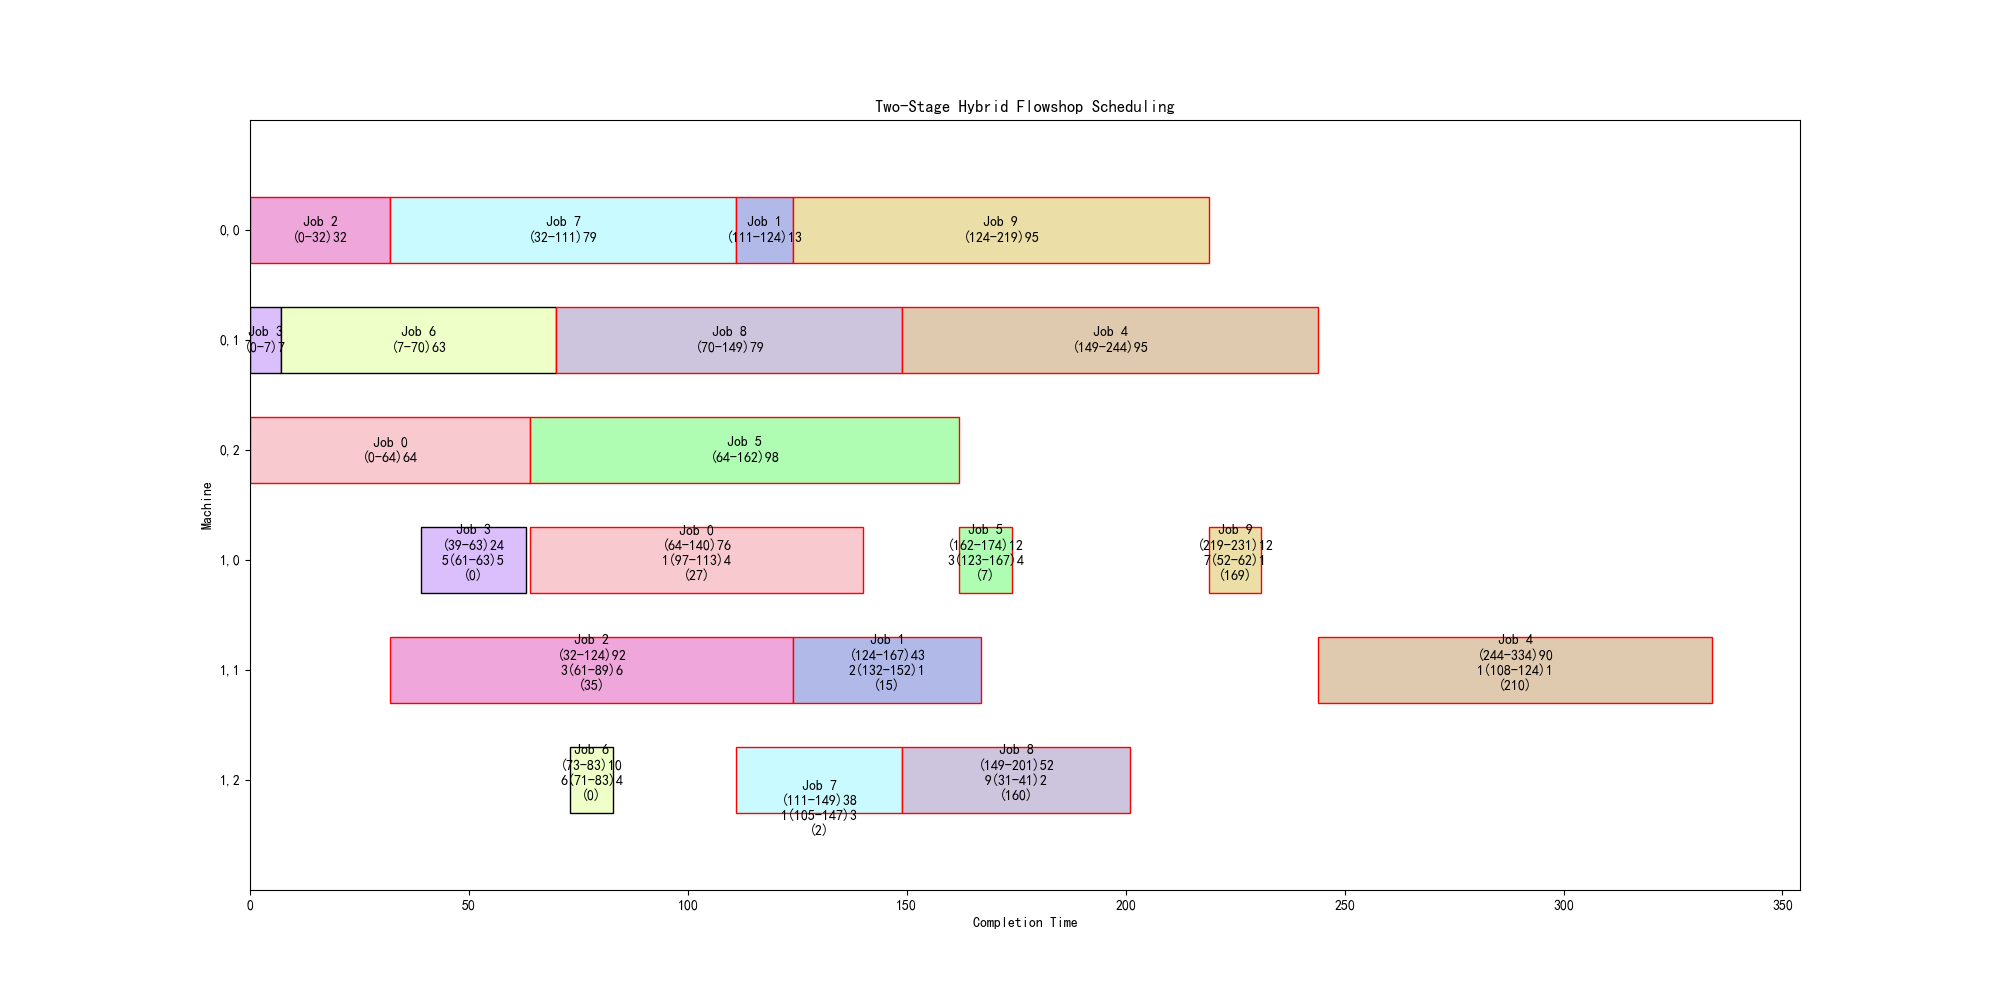 Two-Stage Hybrid Flowshop Scheduling
0,0
Job 2
(0-32)32
Job 7
(32-111)79
Job 1
(111-124)13
Job 9
(124-219)95
0,1
Job 3
(0-7)7
Job 6
(7-70)63
Job 8
(70-149)79
Job 4
(149-244)95
0,2
Job 0
(0-64)64
Job 5
(64-162)98
Machine
1,0
Job 3
(39-63)24
5(61-63)5
(0)
Job 0
(64-140)76
1(97-113)4
(27)
Job 5
(162-174)12
3(123-167)4
(7)
Job 9
(219-231)12
7(52-62)1
(169)
1,1
Job 2
(32-124)92
3(61-89)6
(35)
Job 1
(124-167)43
2(132-152)1
(15)
Job 4
(244-334)90
1(108-124)1
(210)
1,2
Job 6
(73-83)10
6(71-83)4
(0)
Job 7
(111-149)38
1(105-147)3
(2)
Job 8
(149-201)52
9(31-41)2
(160)
0
50
100
150
200
250
300
350
Completion Time